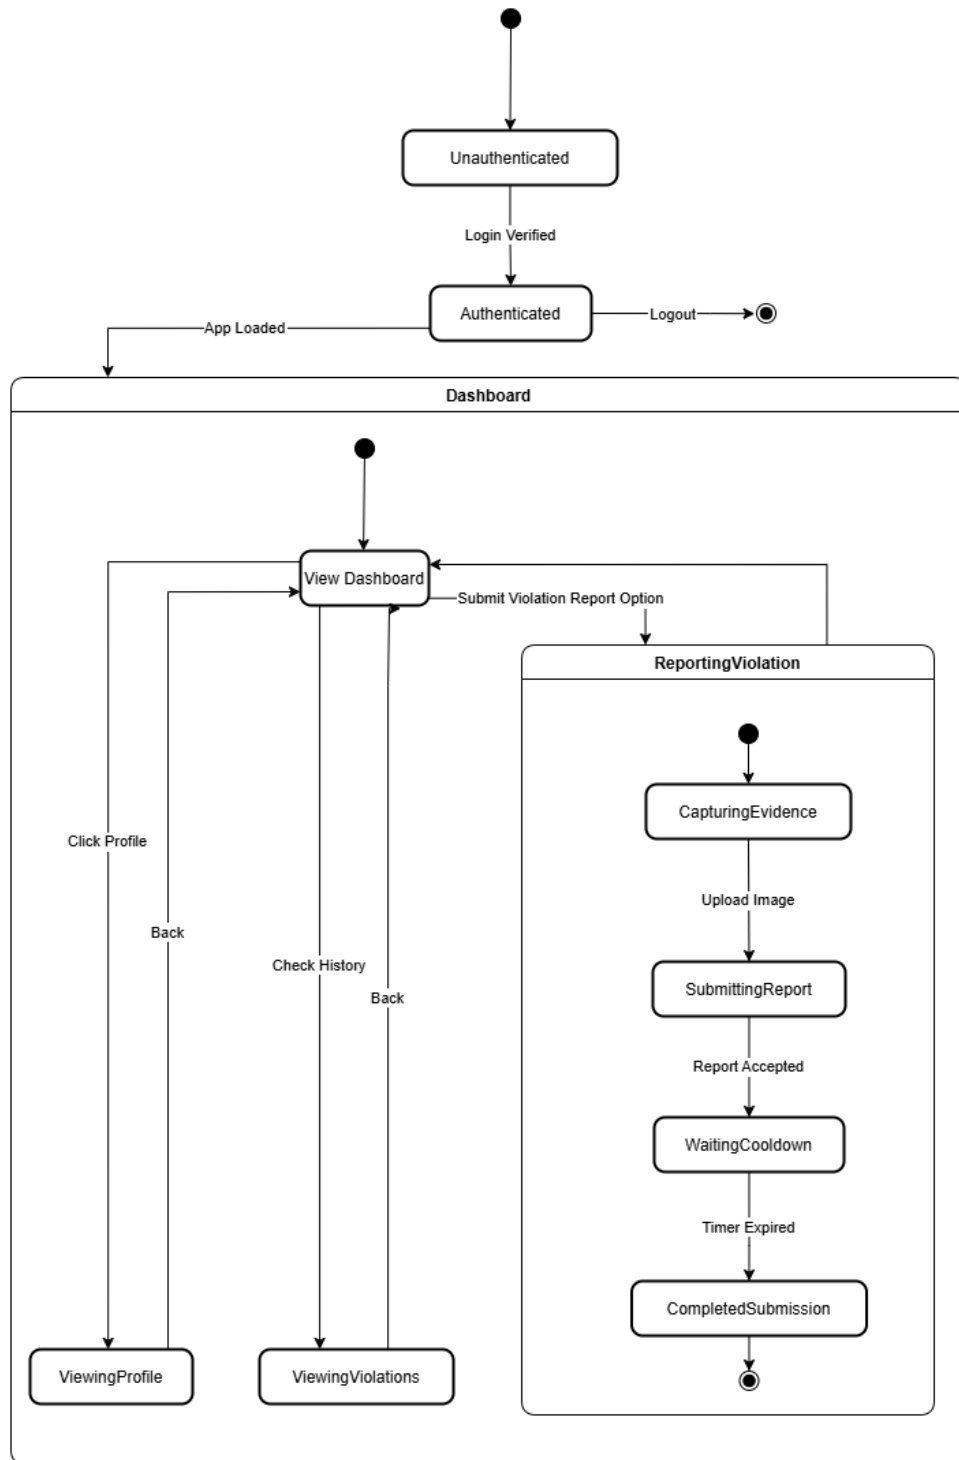 Unauthenticated
Login Verified
Authenticated
Logout
App Loaded
Dashboard
View Dashboard
Submit Violation Report Option
ReportingViolation
CapturingEvidence
Click Profile
Upload Image
Back
Check History
SubmittingReport
Back
Report Accepted
WaitingCooldown
Timer Expired
CompletedSubmission
ViewingProfile
ViewingViolations